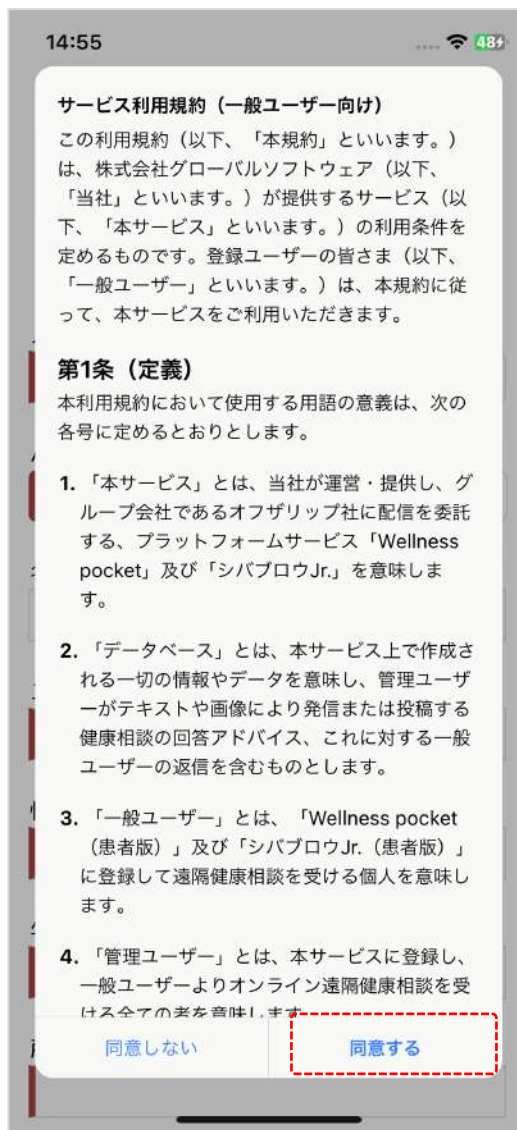 14:55
48
サービス利用規約（一般ユーザー向け）
この利用規約（以下、「本規約」といいます。）
は、株式会社グローバルソフトウェア（以下、
「当社」といいます。）が提供するサービス（以
下、「本サービス」といいます。）の利用条件を
定めるものです。登録ユーザーの皆さま（以下、
「一般ユーザー」といいます。）は、本規約に従
って、本サービスをご利用いただきます。
第1条（定義）
本利用規約において使用する用語の意義は、次の
各号に定めるとおりとします。
1. 「本サービス」とは、当社が運営・提供し、グ
ループ会社であるオフザリップ社に配信を委託
する、プラットフォームサービス「Wellness
pocket」及び「シバブロウJr.」を意味しま
す。
2. 「データベース」とは、本サービス上で作成さ
れる一切の情報やデータを意味し、管理ユーザ
ーがテキストや画像により発信または投稿する
健康相談の回答アドバイス、これに対する一般
ユーザーの返信を含むものとします。
3. 「一般ユーザー」とは、「Wellness pocket
（患者版）」及び「シバブロウJr.（患者版）」
に登録して遠隔健康相談を受ける個人を意味し
ます。
4. 「管理ユーザー」とは、本サービスに登録し、
一般ユーザーよりオンライン遠隔健康相談を受
ける全ての者を意味します
同意しない
同意する